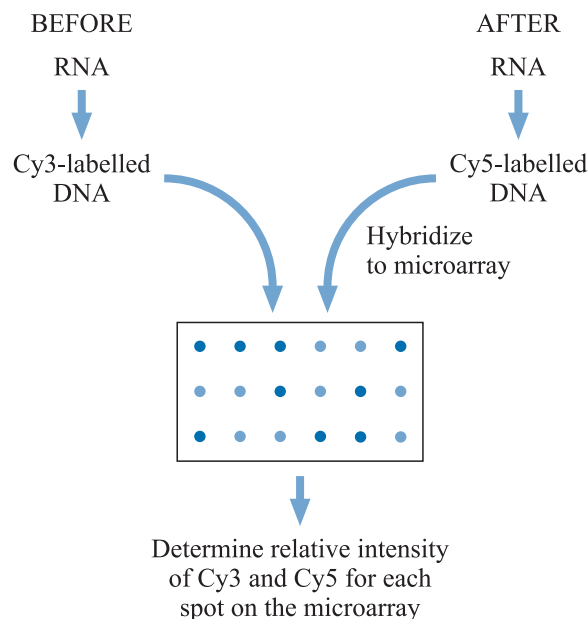 BEFORE
AFTER
RNA
RNA
Cy3-labelled
DNA
Cy5-labelled
DNA
Hybridize
to microarray
Determine relative intensity
of Cy3 and Cy5 for each
spot on the microarray